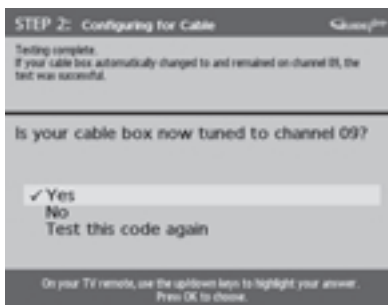 STEP 2: Configuring for Cable
Testing complete.
If your cable box automatically changed to and remained on channel 09, the
test was successful.
Is your cable box now tuned to channel 09?
✓ Yes
No
Test this code again
On your TV remote, use the up/down keys to highlight your answer.
Press OK to choose.